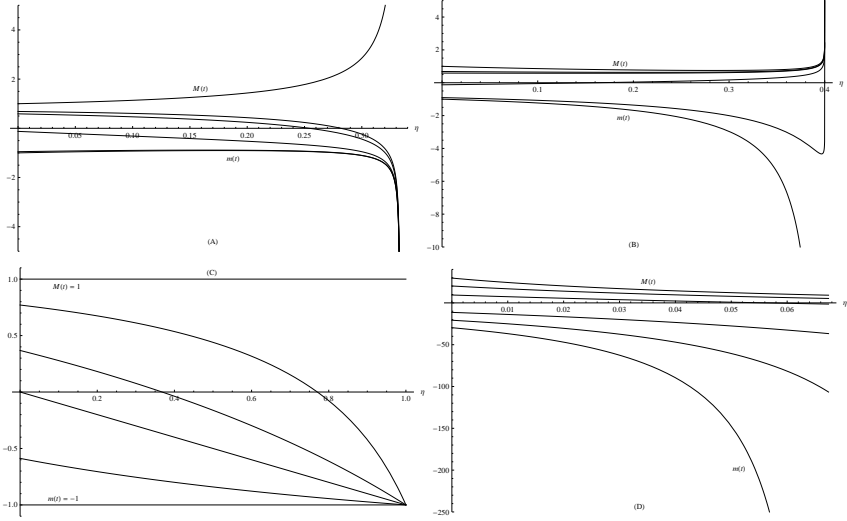 4
2
-2
-4
0.05
0.10
0.15
0.20
0.25
0.30
η
M(t)
m(t)
(A)
4
2
-2
-4
-6
-8
-10
0.1
0.2
0.3
0.4
η
M(t)
m(t)
(B)
(C)
1.0
0.5
-0.5
-1.0
0.2
0.4
0.6
0.8
1.0
η
M(t) = 1
m(t) = -1
-50
-100
-150
-200
-250
0.01
0.02
0.03
0.04
0.05
0.06
η
M(t)
m(t)
(D)